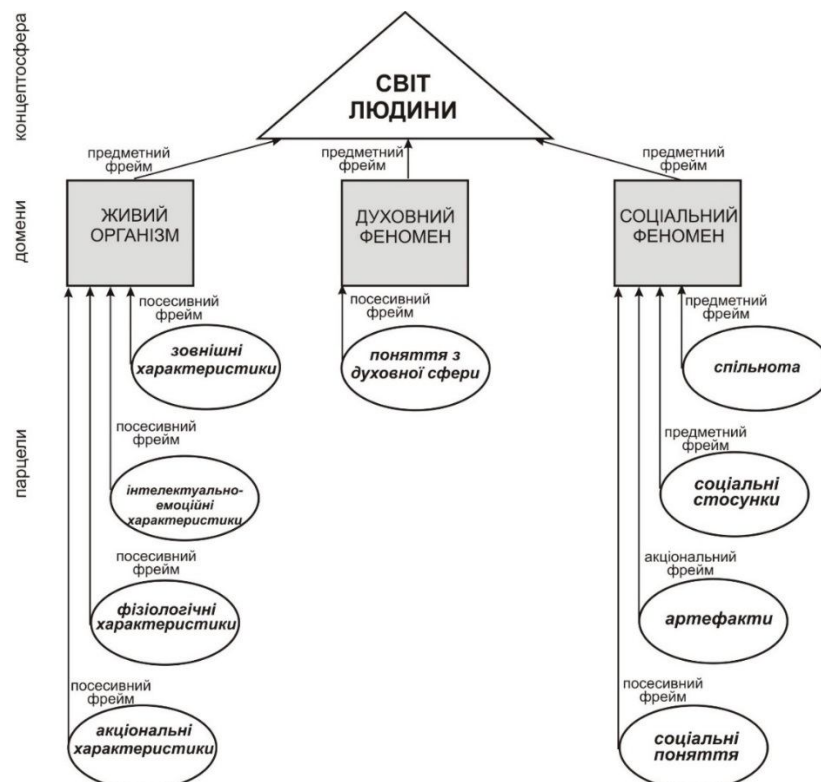 концептосфера
СВІТ
ЛЮДИНИ
предметний
фрейм
предметний
фрейм
предметний
фрейм
домени
ЖИВИЙ
ОРГАНІЗМ
ДУХОВНИЙ
ФЕНОМЕН
СОЦІАЛЬНИЙ
ФЕНОМЕН
посесивний
фрейм
посесивний
фрейм
предметний
фрейм
зовнішні
характеристики
поняття з
духовної сфери
спільнота
парцели
посесивний
фрейм
предметний
фрейм
інтелектуально-
емоційні
характеристики
соціальні
стосунки
посесивний
фрейм
акціональний
фрейм
фізіологічні
характеристики
артефакти
посесивний
фрейм
посесивний
фрейм
акціональні
характеристики
соціальні
поняття